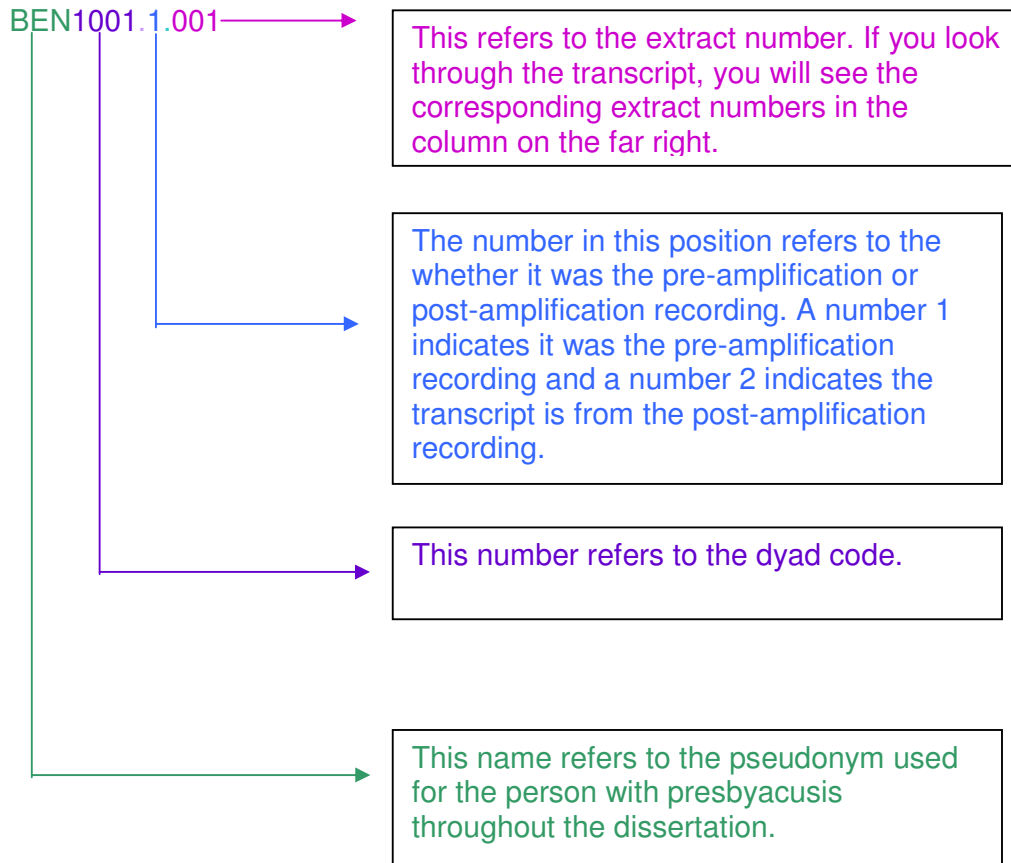 BEN1001.1.001
This refers to the extract number. If you look
through the transcript, you will see the
corresponding extract numbers in the
column on the far right.
The number in this position refers to the
whether it was the pre-amplification or
post-amplification recording. A number 1
indicates it was the pre-amplification
recording and a number 2 indicates the
transcript is from the post-amplification
recording.
This number refers to the dyad code.
This name refers to the pseudonym used
for the person with presbyacusis
throughout the dissertation.